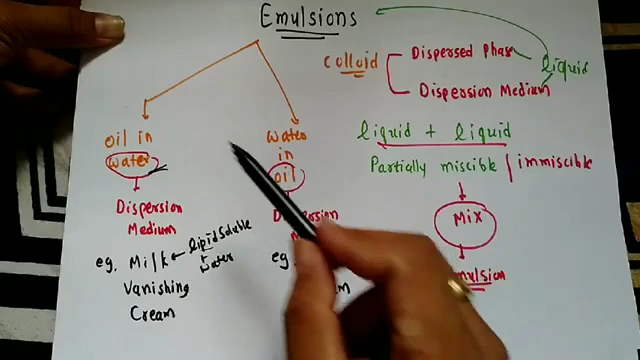 Emulsions
colloid
Dispersed Phase
liquid
Dispersion Medium
oil in
water
Dispersion
Medium
eg. Milk ← lipid soluble
+
water
Vanishing
Cream
water
in
oil
eg
liquid + liquid
Partially miscible | immiscible
Mix